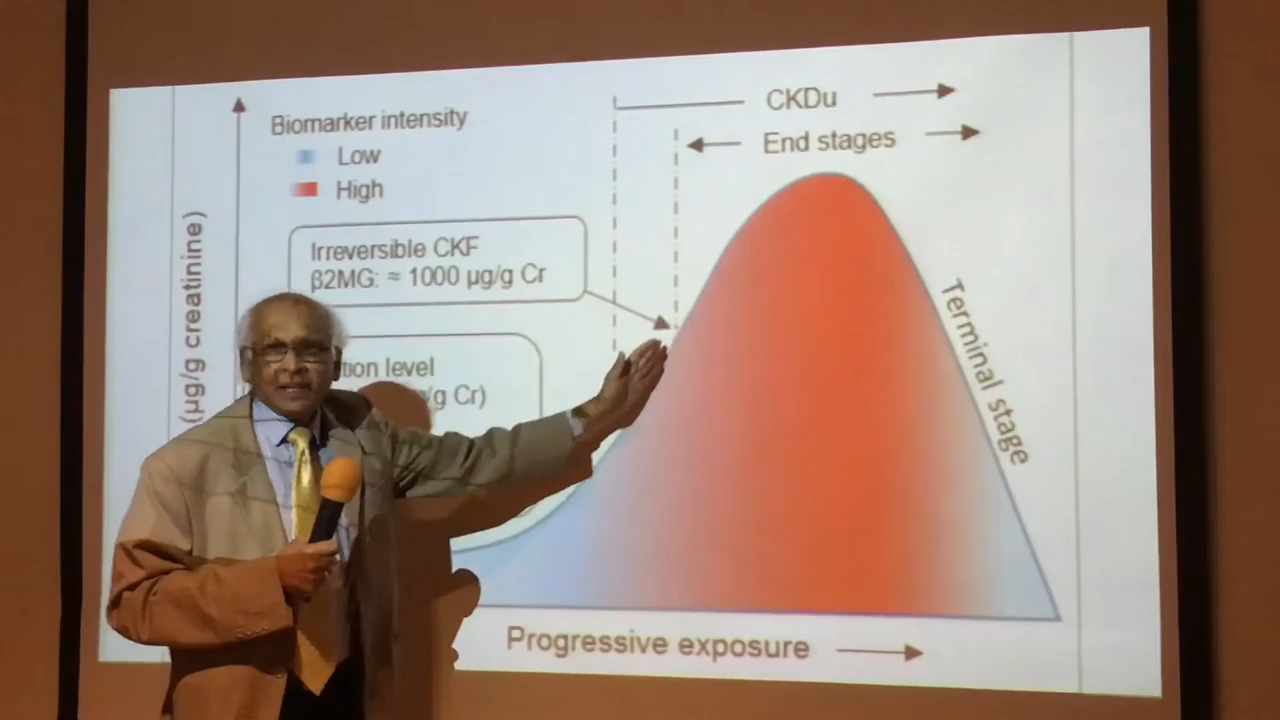 Biomarker intensity
Low
High
CKDu
End stages
Irreversible CKF
β2MG: ≈ 1000 µg/g Cr
tion level
/g Cr)
(µg/g creatinine)
Terminal stage
Progressive exposure